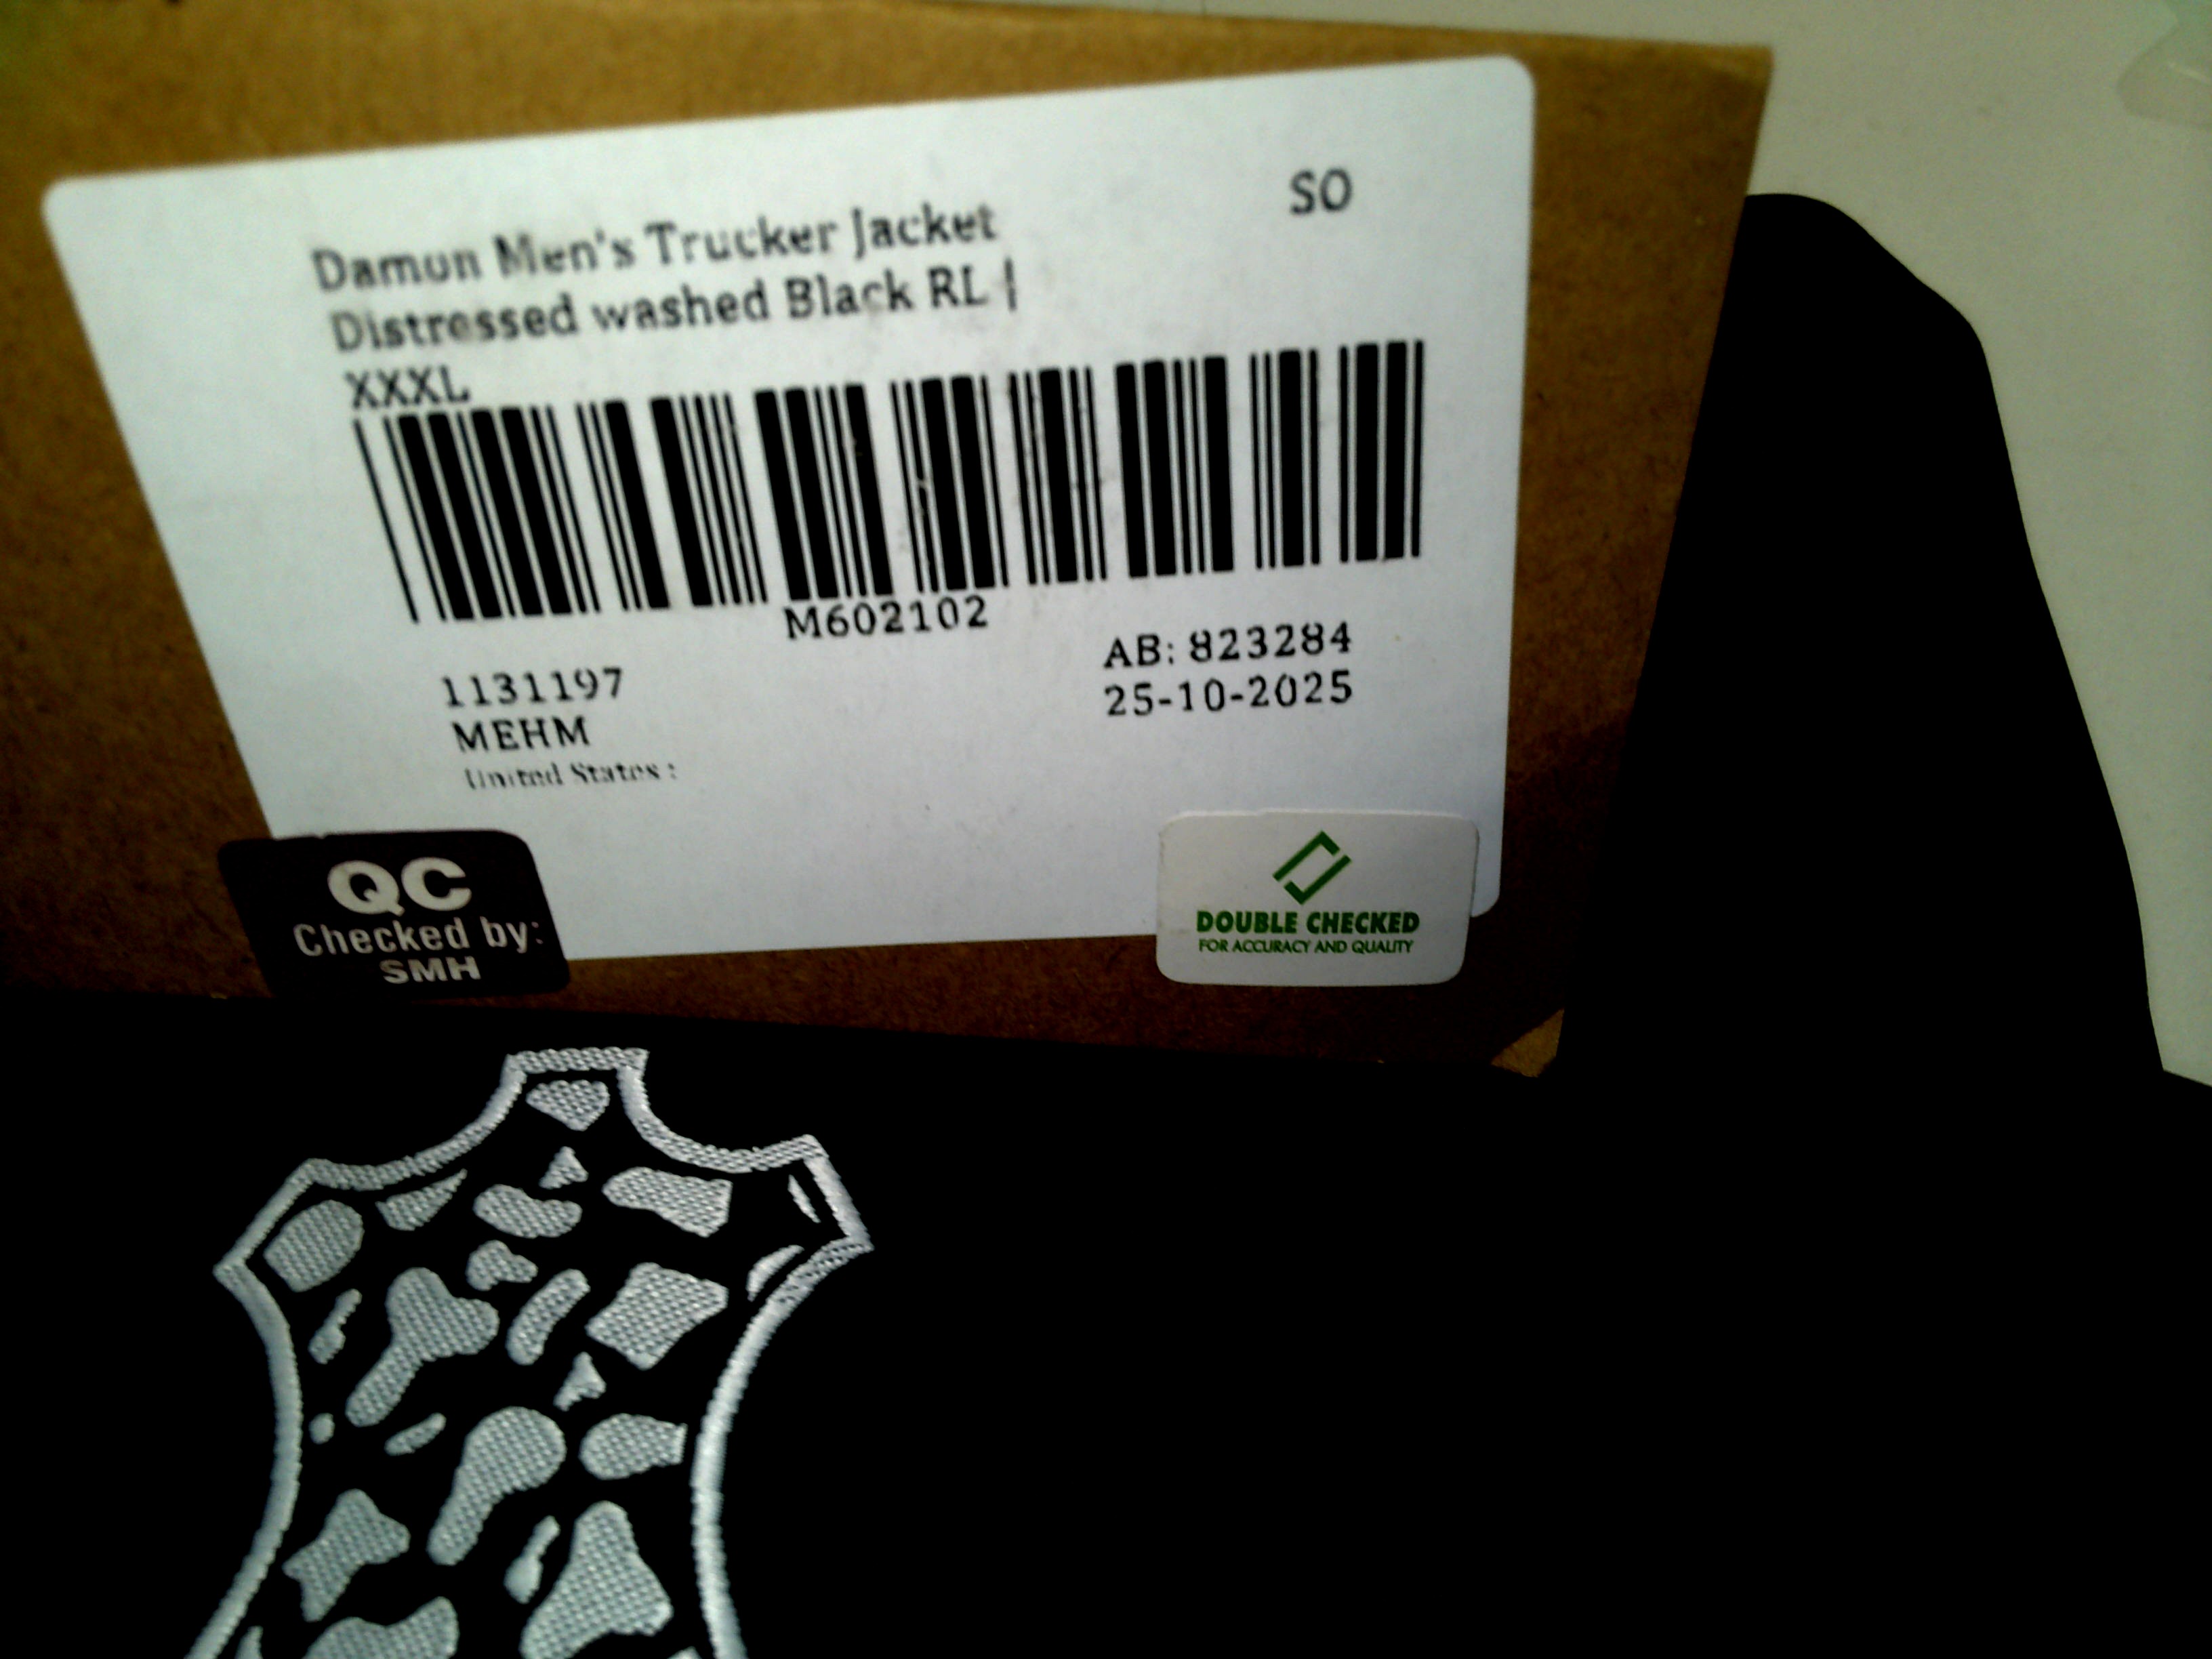 SO
Damon Men's Trucker Jacket
Distressed washed Black RL |
XXXL
M602102
1131197
AB: 823284
MEHM
25-10-2025
United States :
QC
Checked by:
SMH
DOUBLE CHECKED
FOR ACCURACY AND QUALITY